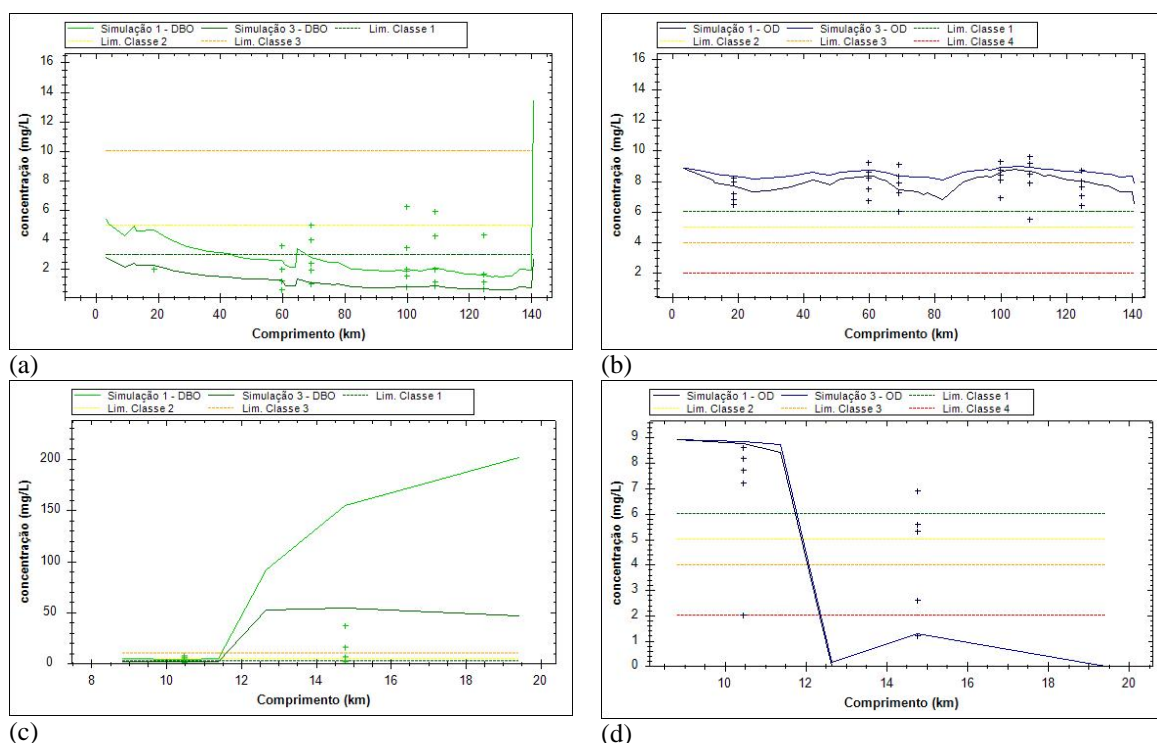 Simulação 1 - DBO Simulação 3 - DBO Lim. Classe 1
Lim. Classe 2 Lim. Classe 3
concentração (mg/L)
16
14
12
10
8
6
4
2
0 20 40 60 80 100 120 140
Comprimento (km)
(a)
Simulação 1 - OD Simulação 3 - OD Lim. Classe 1
Lim. Classe 2 Lim. Classe 3 Lim. Classe 4
concentração (mg/L)
16
14
12
10
8
6
4
2
0 20 40 60 80 100 120 140
Comprimento (km)
(b)
Simulação 1 - DBO Simulação 3 - DBO Lim. Classe 1
Lim. Classe 2 Lim. Classe 3
concentração (mg/L)
200
150
100
50
0
8 10 12 14 16 18 20
Comprimento (km)
(c)
Simulação 1 - OD Simulação 3 - OD Lim. Classe 1
Lim. Classe 2 Lim. Classe 3 Lim. Classe 4
concentração (mg/L)
9
8
7
6
5
4
3
2
1
0
10 12 14 16 18 20
Comprimento (km)
(d)